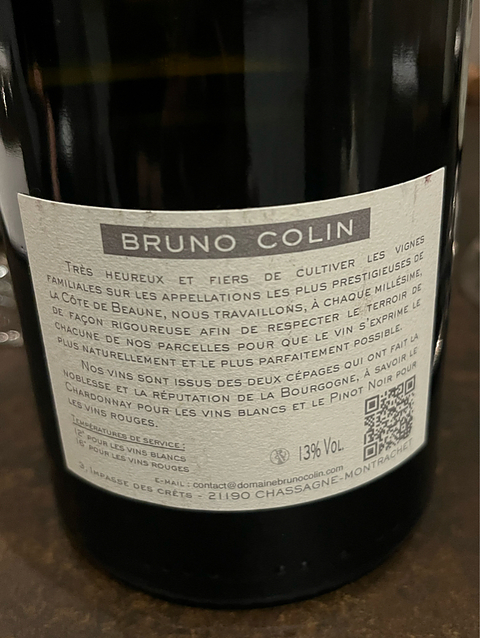 BRUNO COLIN
TRÈS HEUREUX ET FIERS DE CULTIVER LES VIGNES
FAMILIALES SUR LES APPELLATIONS LES PLUS PRESTIGIEUSES DE
LA CÔTE DE BEAUNE, NOUS TRAVAILLONS, À CHAQUE MILLÉSIME,
DE FAÇON RIGOUREUSE AFIN DE RESPECTER LE TERROIR DE
CHACUNE DE NOS PARCELLES POUR QUE LE VIN S'EXPRIME LE
PLUS NATURELLEMENT ET LE PLUS PARFAITEMENT POSSIBLE.
NOS VINS SONT ISSUS DES DEUX CÉPAGES QUI ONT FAIT LA
NOBLESSE ET LA RÉPUTATION DE LA BOURGOGNE, À SAVOIR LE
CHARDONNAY POUR LES VINS BLANCS ET LE PINOT NOIR POUR
LES VINS ROUGES.
TEMPÉRATURES DE SERVICE :
12° POUR LES VINS BLANCS
16° POUR LES VINS ROUGES
13% VOL.
E-MAIL : contact@domainebrunocolin.com
3, IMPASSE DES CRÊTS - 21190 CHASSAGNE-MONTRACHET